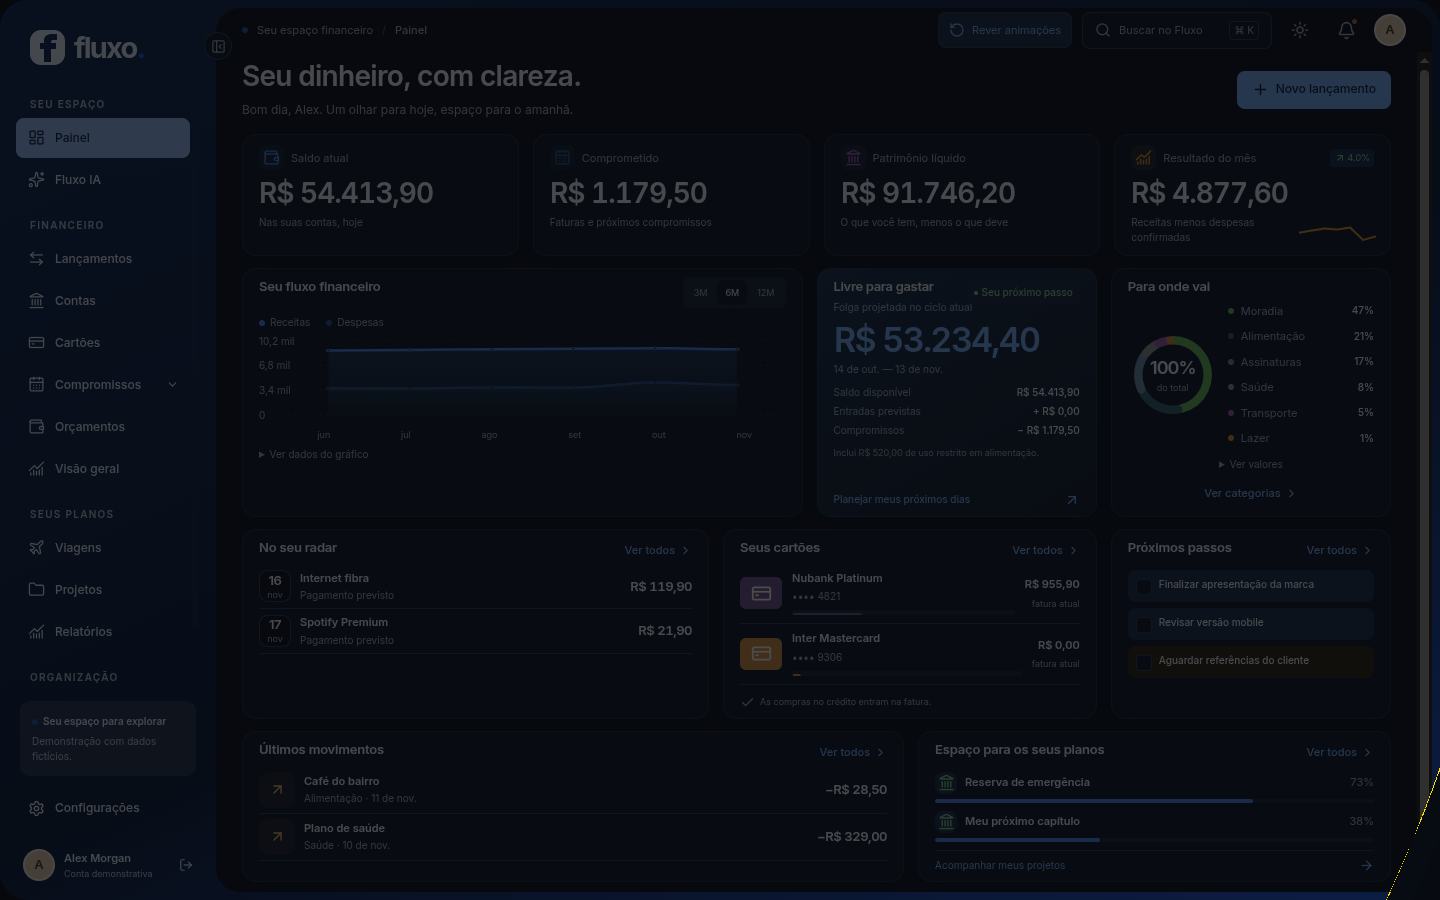 fluxo.
SEU ESPAÇO
Painel
Fluxo IA
FINANCEIRO
Lançamentos
Contas
Cartões
Compromissos
Orçamentos
Visão geral
SEUS PLANOS
Viagens
Projetos
Relatórios
ORGANIZAÇÃO
Seu espaço para explorar
Demonstração com dados
fictícios.
Configurações
A
Alex Morgan
Conta demonstrativa
Seu espaço financeiro / Painel
Rever animações
Buscar no Fluxo
⌘ K
A
Seu dinheiro, com clareza.
Bom dia, Alex. Um olhar para hoje, espaço para o amanhã.
Novo lançamento
Saldo atual
R$ 54.413,90
Nas suas contas, hoje
Comprometido
R$ 1.179,50
Faturas e próximos compromissos
Patrimônio líquido
R$ 91.746,20
O que você tem, menos o que deve
Resultado do mês
4.0%
R$ 4.877,60
Receitas menos despesas
confirmadas
Seu fluxo financeiro
3M 6M 12M
Receitas Despesas
10,2 mil
6,8 mil
3,4 mil
0
jun jul ago set out nov
Ver dados do gráfico
Livre para gastar
Seu próximo passo
Folga projetada no ciclo atual
R$ 53.234,40
14 de out. — 13 de nov.
Saldo disponível R$ 54.413,90
Entradas previstas + R$ 0,00
Compromissos − R$ 1.179,50
Inclui R$ 520,00 de uso restrito em alimentação.
Planejar meus próximos dias
Para onde vai
100%
do total
Moradia 47%
Alimentação 21%
Assinaturas 17%
Saúde 8%
Transporte 5%
Lazer 1%
Ver valores
Ver categorias
No seu radar
Ver todos
16 nov
Internet fibra
Pagamento previsto
R$ 119,90
17 nov
Spotify Premium
Pagamento previsto
R$ 21,90
Seus cartões
Ver todos
Nubank Platinum
•••• 4821
R$ 955,90
fatura atual
Inter Mastercard
•••• 9306
R$ 0,00
fatura atual
As compras no crédito entram na fatura.
Próximos passos
Ver todos
Finalizar apresentação da marca
Revisar versão mobile
Aguardar referências do cliente
Últimos movimentos
Ver todos
Café do bairro
Alimentação · 11 de nov.
−R$ 28,50
Plano de saúde
Saúde · 10 de nov.
−R$ 329,00
Espaço para os seus planos
Ver todos
Reserva de emergência 73%
Meu próximo capítulo 38%
Acompanhar meus projetos